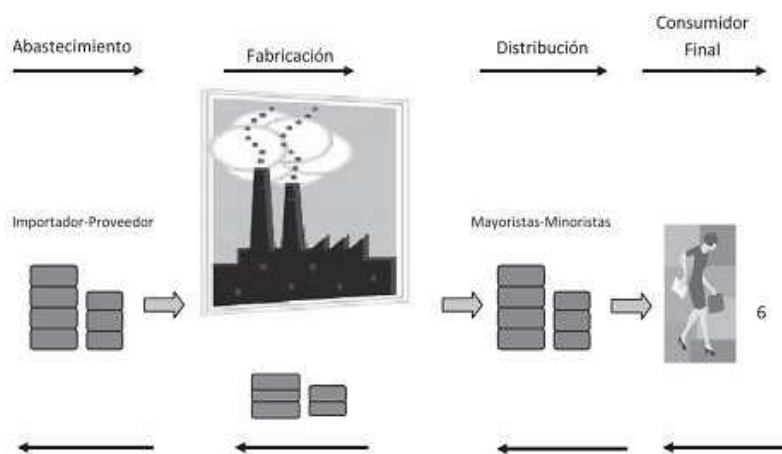 Abastecimiento
Fabricación
Distribución
Consumidor
Final
Importador-Proveedor
Mayoristas-Minoristas
6